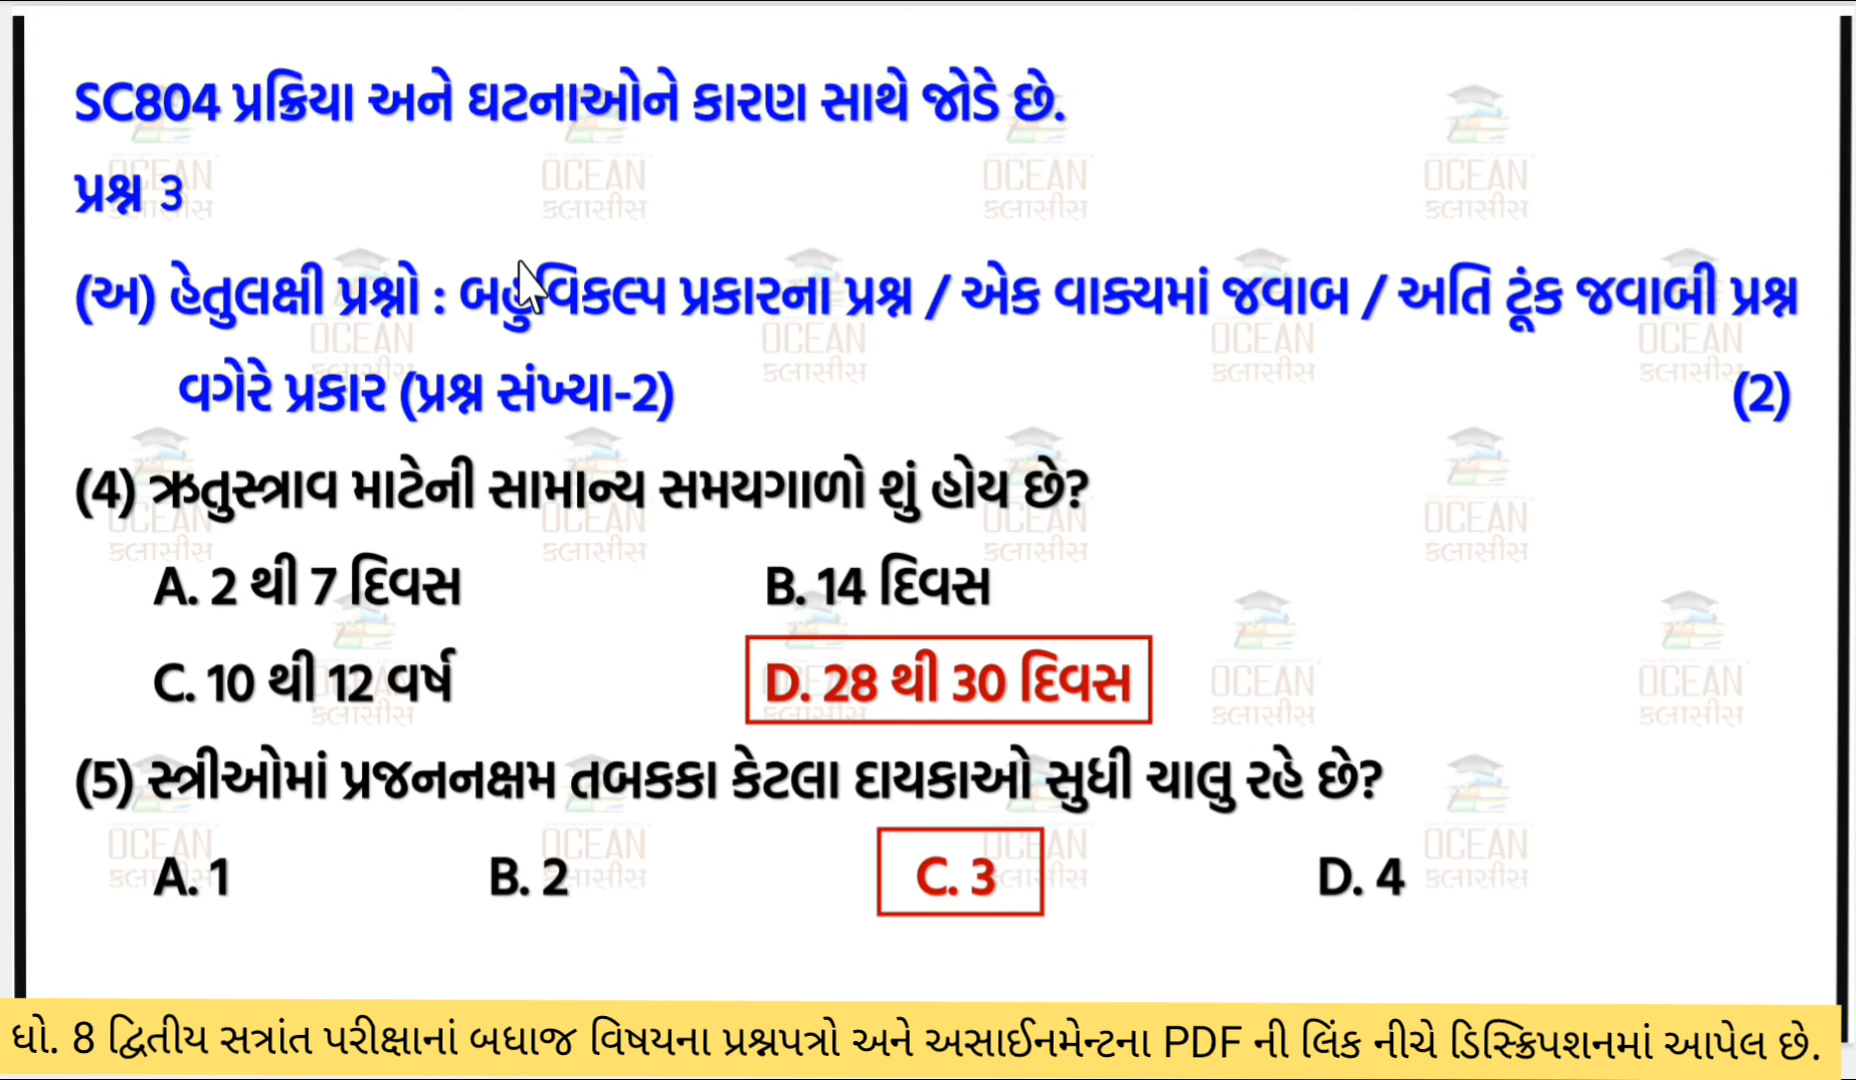 SC804 પ્રક્રિયા અને ઘટનાઓને કારણ સાથે જોડે છે.
પ્રશ્ન 3
(અ) હેતુલક્ષી પ્રશ્નો : બહુવિકલ્પ પ્રકારના પ્રશ્ન / એક વાક્યમાં જવાબ / અતિ ટૂંક જવાબી પ્રશ્ન
વગેરે પ્રકાર (પ્રશ્ન સંખ્યા-2) (2)
(4) ઋતુસ્ત્રાવ માટેની સામાન્ય સમયગાળો શું હોય છે?
A. 2 થી 7 દિવસ B. 14 દિવસ
C. 10 થી 12 વર્ષ D. 28 થી 30 દિવસ
(5) સ્ત્રીઓમાં પ્રજનનક્ષમ તબકકા કેટલા દાયકાઓ સુધી ચાલુ રહે છે?
A. 1 B. 2 C. 3 D. 4
ધો. 8 દ્વિતીય સત્રાંત પરીક્ષાનાં બધાજ વિષયના પ્રશ્નપત્રો અને અસાઈનમેન્ટના PDF ની લિંક નીચે ડિસ્ક્રિપશનમાં આપેલ છે.
OCEAN
કલાસીસ